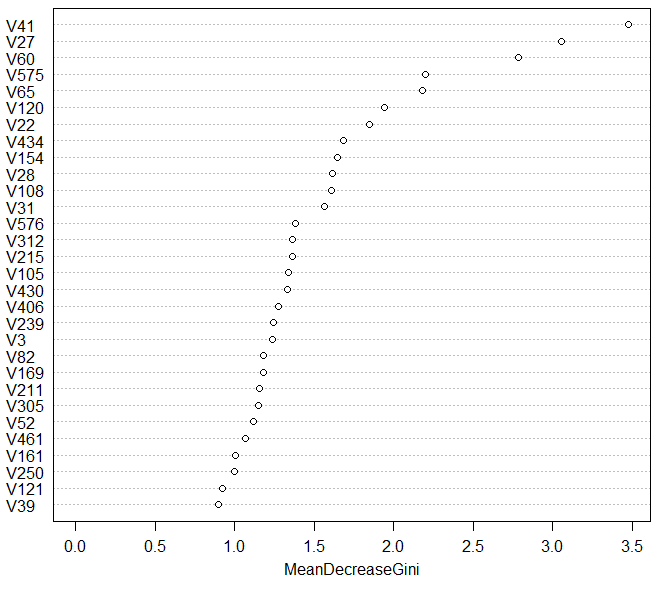 V41
V27
V60
V575
V65
V120
V22
V434
V154
V28
V108
V31
V576
V312
V215
V105
V430
V406
V239
V3
V82
V169
V211
V305
V52
V461
V161
V250
V121
V39
0.0 0.5 1.0 1.5 2.0 2.5 3.0 3.5
MeanDecreaseGini